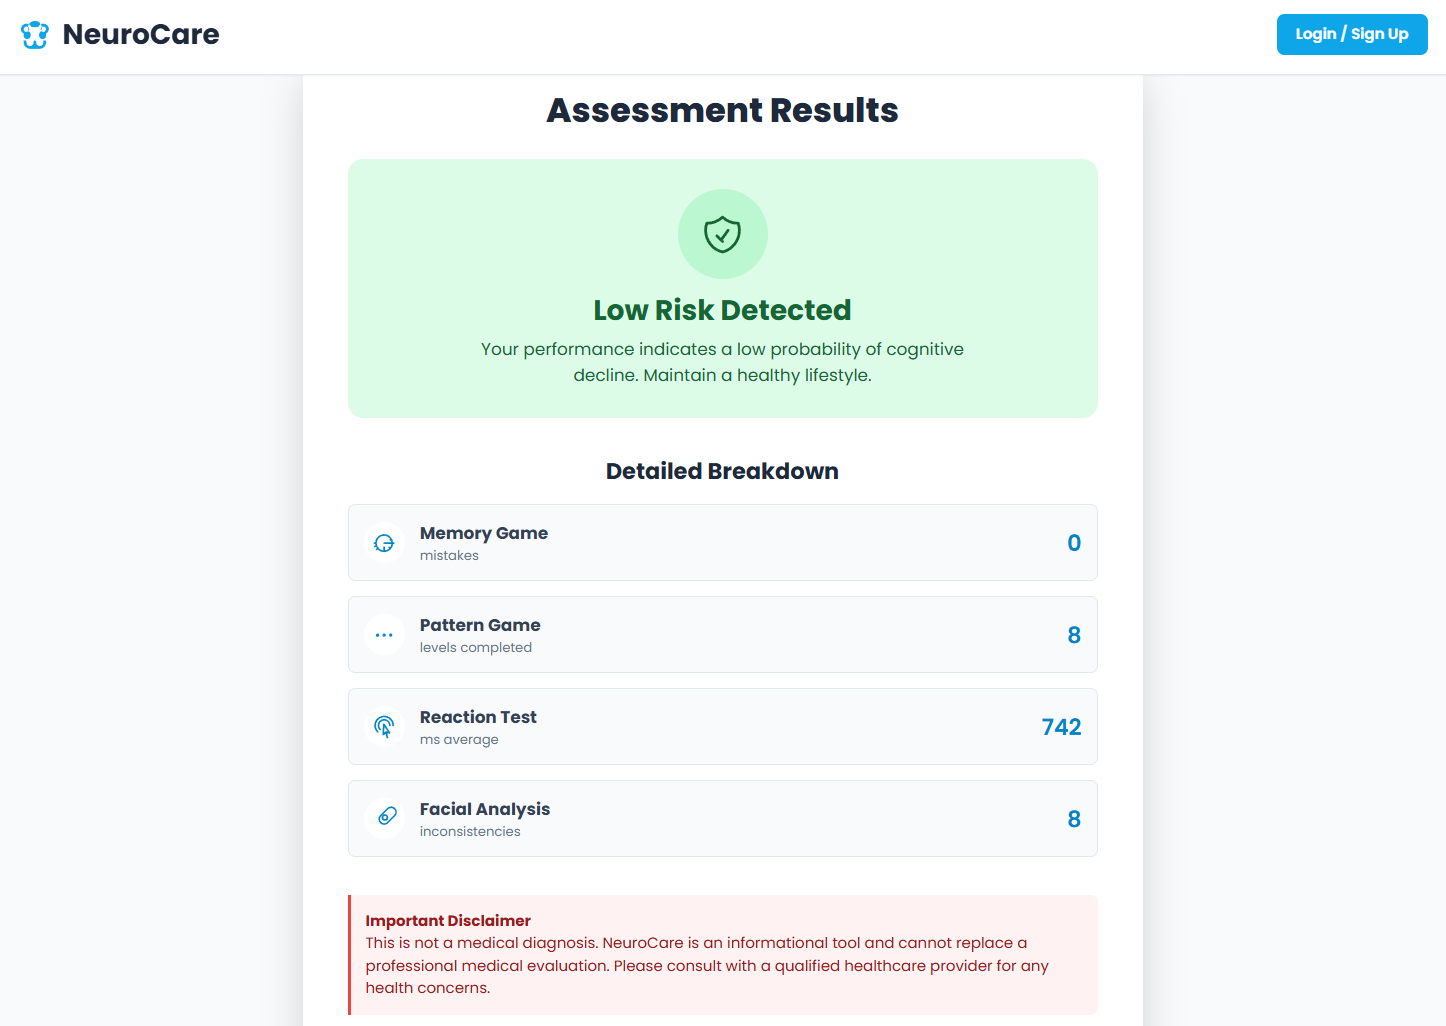 NeuroCare
Login / Sign Up
Assessment Results
Low Risk Detected
Your performance indicates a low probability of cognitive
decline. Maintain a healthy lifestyle.
Detailed Breakdown
Memory Game
mistakes
0
Pattern Game
levels completed
8
Reaction Test
ms average
742
Facial Analysis
inconsistencies
8
Important Disclaimer
This is not a medical diagnosis. NeuroCare is an informational tool and cannot replace a
professional medical evaluation. Please consult with a qualified healthcare provider for any
health concerns.